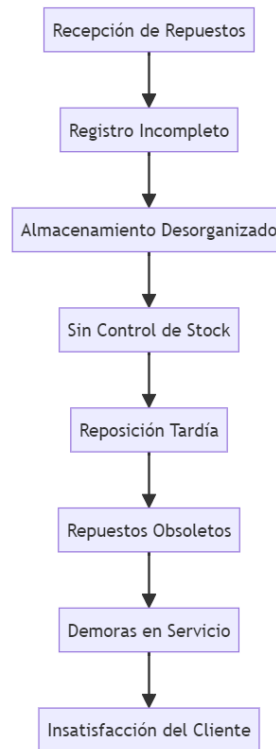 Recepción de Repuestos
Registro Incompleto
Almacenamiento Desorganizado
Sin Control de Stock
Reposición Tardía
Repuestos Obsoletos
Demoras en Servicio
Insatisfacción del Cliente